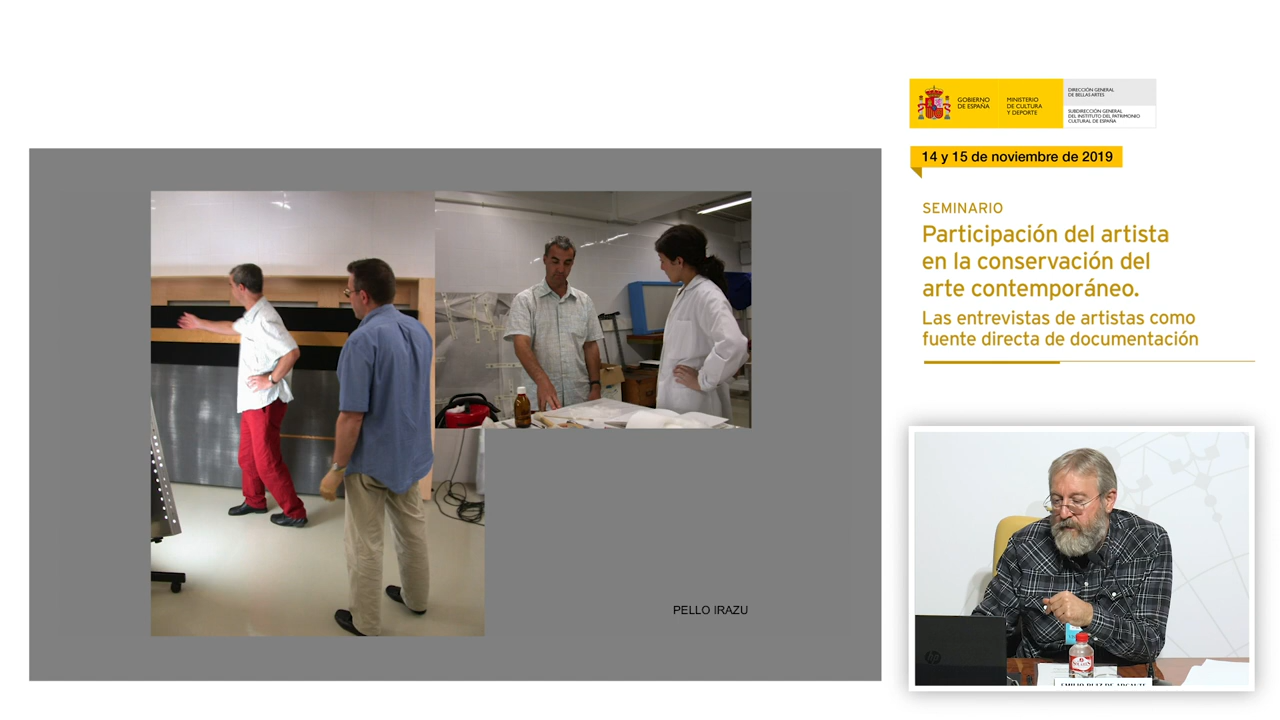 GOBIERNO
DE ESPAÑA
MINISTERIO
DE CULTURA
Y DEPORTE
DIRECCIÓN GENERAL
DE BELLAS ARTES
SUBDIRECCIÓN GENERAL
DEL INSTITUTO DEL PATRIMONIO
CULTURAL DE ESPAÑA
14 y 15 de noviembre de 2019
SEMINARIO
Participación del artista
en la conservación del
arte contemporáneo.
Las entrevistas de artistas como
fuente directa de documentación
PELLO IRAZU
hp